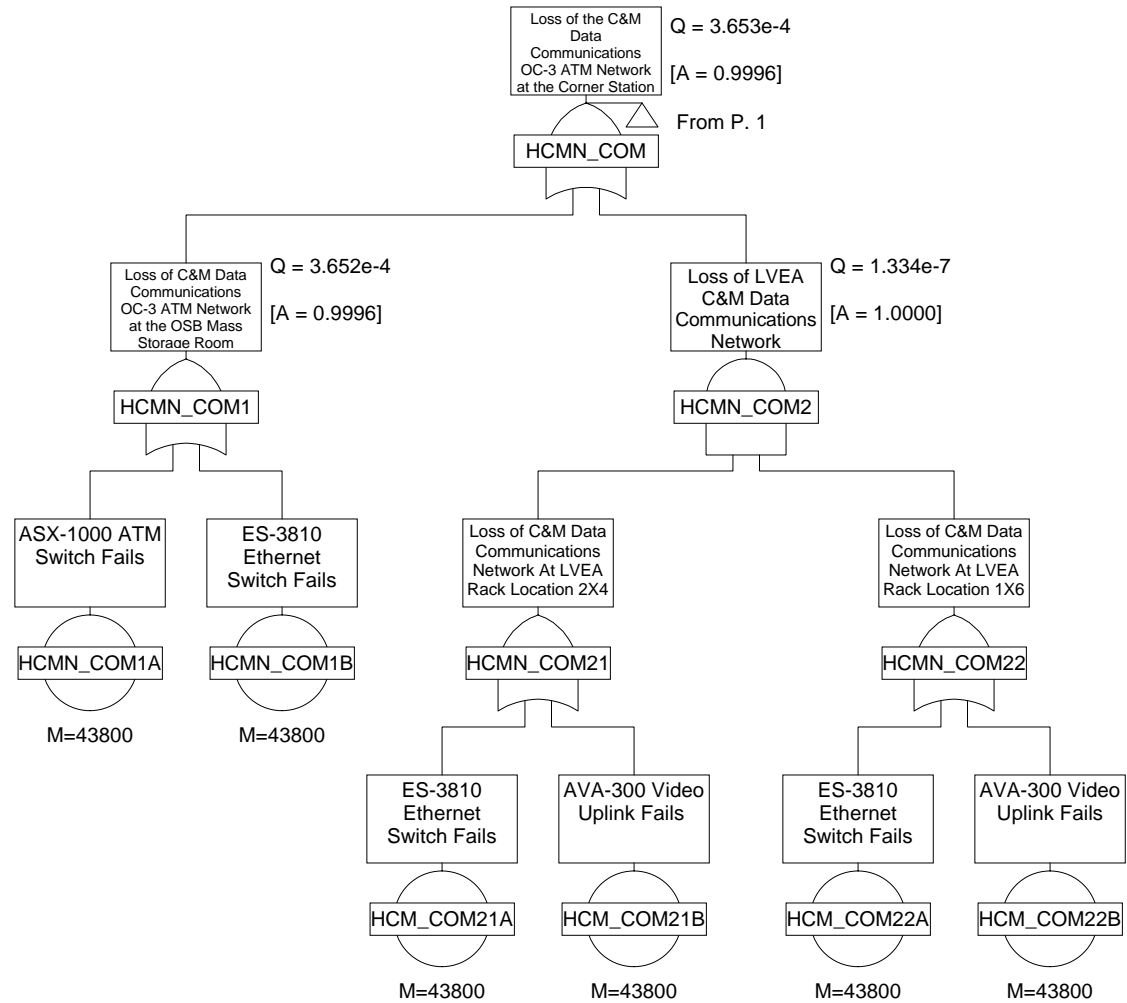 Loss of the C&M
Data
Communications
OC-3 ATM Network
at the Corner Station
Q = 3.653e-4
[A = 0.9996]
From P. 1
HCMN_COM
Loss of C&M Data
Communications
OC-3 ATM Network
at the OSB Mass
Storage Room
Q = 3.652e-4
[A = 0.9996]
HCMN_COM1
Loss of LVEA
C&M Data
Communications
Network
Q = 1.334e-7
[A = 1.0000]
HCMN_COM2
ASX-1000 ATM
Switch Fails
HCMN_COM1A
M=43800
ES-3810
Ethernet
Switch Fails
HCMN_COM1B
M=43800
Loss of C&M Data
Communications
Network At LVEA
Rack Location 2X4
HCMN_COM21
Loss of C&M Data
Communications
Network At LVEA
Rack Location 1X6
HCMN_COM22
ES-3810
Ethernet
Switch Fails
HCM_COM21A
M=43800
AVA-300 Video
Uplink Fails
HCM_COM21B
M=43800
ES-3810
Ethernet
Switch Fails
HCM_COM22A
M=43800
AVA-300 Video
Uplink Fails
HCM_COM22B
M=43800